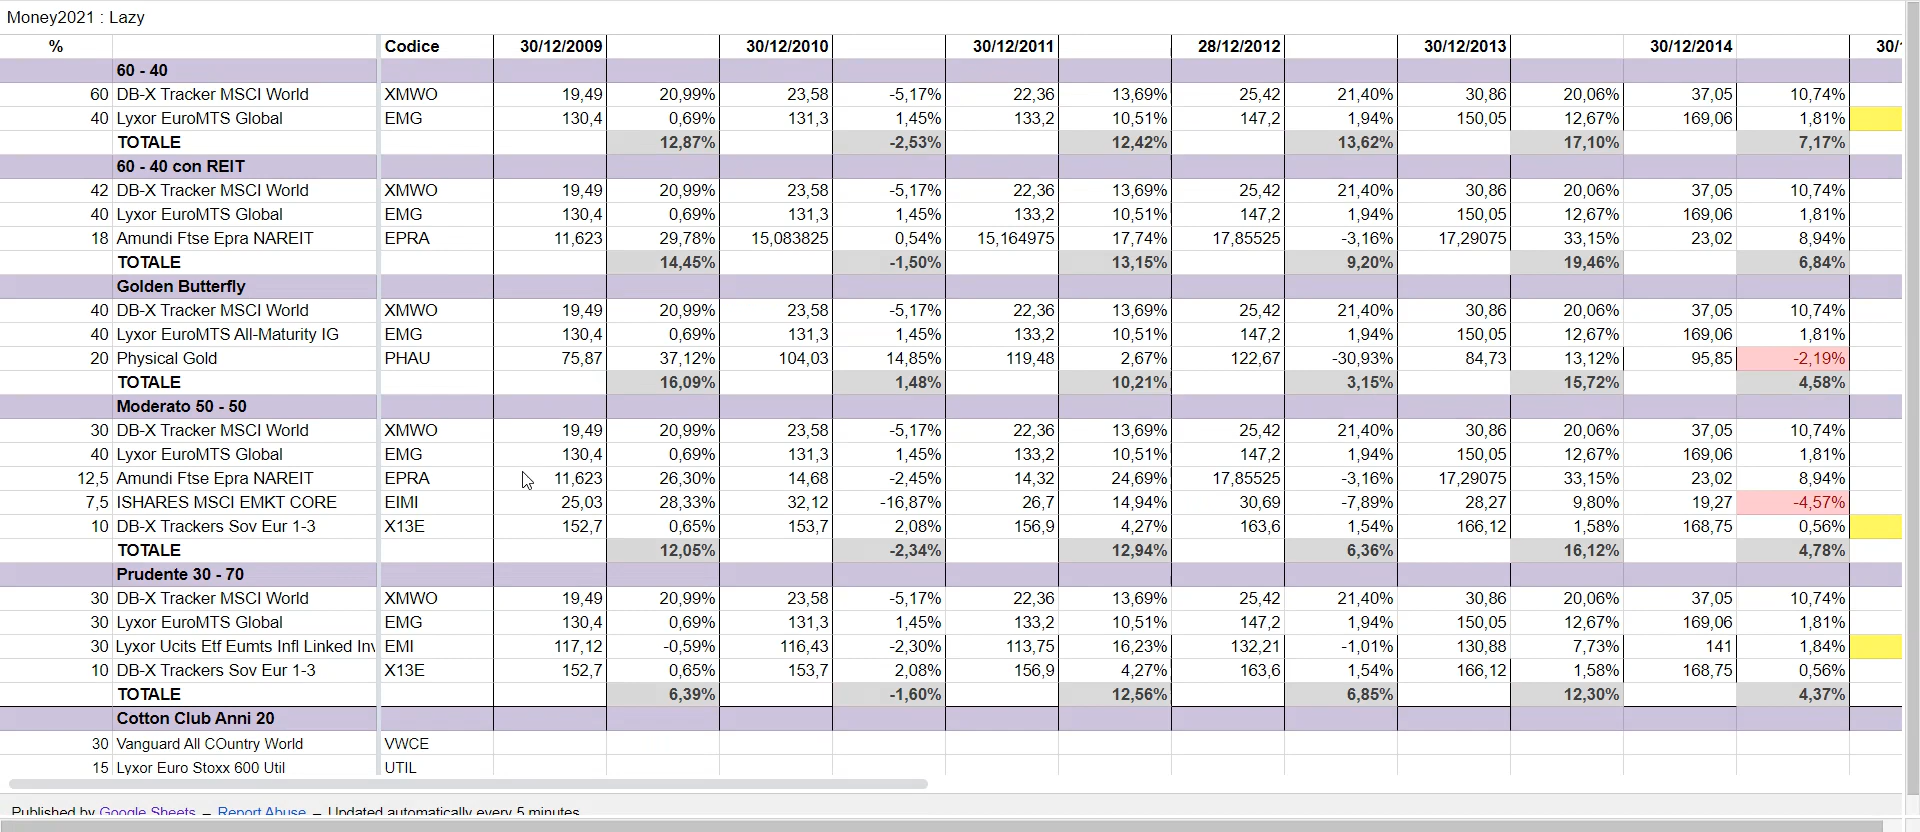 Money2021 : Lazy
% Codice 30/12/2009 30/12/2010 30/12/2011 28/12/2012 30/12/2013 30/12/2014 30/1
60 - 40
60 DB-X Tracker MSCI World XMWO 19,49 20,99% 23,58 -5,17% 22,36 13,69% 25,42 21,40% 30,86 20,06% 37,05 10,74%
40 Lyxor EuroMTS Global EMG 130,4 0,69% 131,3 1,45% 133,2 10,51% 147,2 1,94% 150,05 12,67% 169,06 1,81%
TOTALE 12,87% -2,53% 12,42% 13,62% 17,10% 7,17%
60 - 40 con REIT
42 DB-X Tracker MSCI World XMWO 19,49 20,99% 23,58 -5,17% 22,36 13,69% 25,42 21,40% 30,86 20,06% 37,05 10,74%
40 Lyxor EuroMTS Global EMG 130,4 0,69% 131,3 1,45% 133,2 10,51% 147,2 1,94% 150,05 12,67% 169,06 1,81%
18 Amundi Ftse Epra NAREIT EPRA 11,623 29,78% 15,083825 0,54% 15,164975 17,74% 17,85525 -3,16% 17,29075 33,15% 23,02 8,94%
TOTALE 14,45% -1,50% 13,15% 9,20% 19,46% 6,84%
Golden Butterfly
40 DB-X Tracker MSCI World XMWO 19,49 20,99% 23,58 -5,17% 22,36 13,69% 25,42 21,40% 30,86 20,06% 37,05 10,74%
40 Lyxor EuroMTS All-Maturity IG EMG 130,4 0,69% 131,3 1,45% 133,2 10,51% 147,2 1,94% 150,05 12,67% 169,06 1,81%
20 Physical Gold PHAU 75,87 37,12% 104,03 14,85% 119,48 2,67% 122,67 -30,93% 84,73 13,12% 95,85 -2,19%
TOTALE 16,09% 1,48% 10,21% 3,15% 15,72% 4,58%
Moderato 50 - 50
30 DB-X Tracker MSCI World XMWO 19,49 20,99% 23,58 -5,17% 22,36 13,69% 25,42 21,40% 30,86 20,06% 37,05 10,74%
40 Lyxor EuroMTS Global EMG 130,4 0,69% 131,3 1,45% 133,2 10,51% 147,2 1,94% 150,05 12,67% 169,06 1,81%
12,5 Amundi Ftse Epra NAREIT EPRA 11,623 26,30% 14,68 -2,45% 14,32 24,69% 17,85525 -3,16% 17,29075 33,15% 23,02 8,94%
7,5 ISHARES MSCI EMKT CORE EIMI 25,03 28,33% 32,12 -16,87% 26,7 14,94% 30,69 -7,89% 28,27 9,80% 19,27 -4,57%
10 DB-X Trackers Sov Eur 1-3 X13E 152,7 0,65% 153,7 2,08% 156,9 4,27% 163,6 1,54% 166,12 1,58% 168,75 0,56%
TOTALE 12,05% -2,34% 12,94% 6,36% 16,12% 4,78%
Prudente 30 - 70
30 DB-X Tracker MSCI World XMWO 19,49 20,99% 23,58 -5,17% 22,36 13,69% 25,42 21,40% 30,86 20,06% 37,05 10,74%
30 Lyxor EuroMTS Global EMG 130,4 0,69% 131,3 1,45% 133,2 10,51% 147,2 1,94% 150,05 12,67% 169,06 1,81%
30 Lyxor Ucits Etf Eumts Infl Linked Inv EMI 117,12 -0,59% 116,43 -2,30% 113,75 16,23% 132,21 -1,01% 130,88 7,73% 141 1,84%
10 DB-X Trackers Sov Eur 1-3 X13E 152,7 0,65% 153,7 2,08% 156,9 4,27% 163,6 1,54% 166,12 1,58% 168,75 0,56%
TOTALE 6,39% -1,60% 12,56% 6,85% 12,30% 4,37%
Cotton Club Anni 20
30 Vanguard All COuntry World VWCE
15 Lyxor Euro Stoxx 600 Util UTIL
Published by Google Sheets – Report Abuse – Updated automatically every 5 minutes